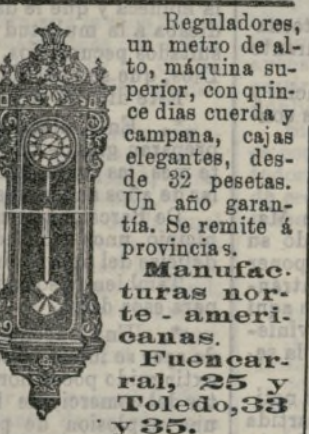 Reguladores,
un metro de al-
to, máquina su-
perior, con quin-
ce dias cuerda y
campana, cajas
elegantes, des-
de 32 pesetas.
Un año garan-
tía. Se remite á
provincias.
Manufac-
turas nor-
te - ameri-
canas.
Fuencar-
ral, 25 y
Toledo, 33
y 35.